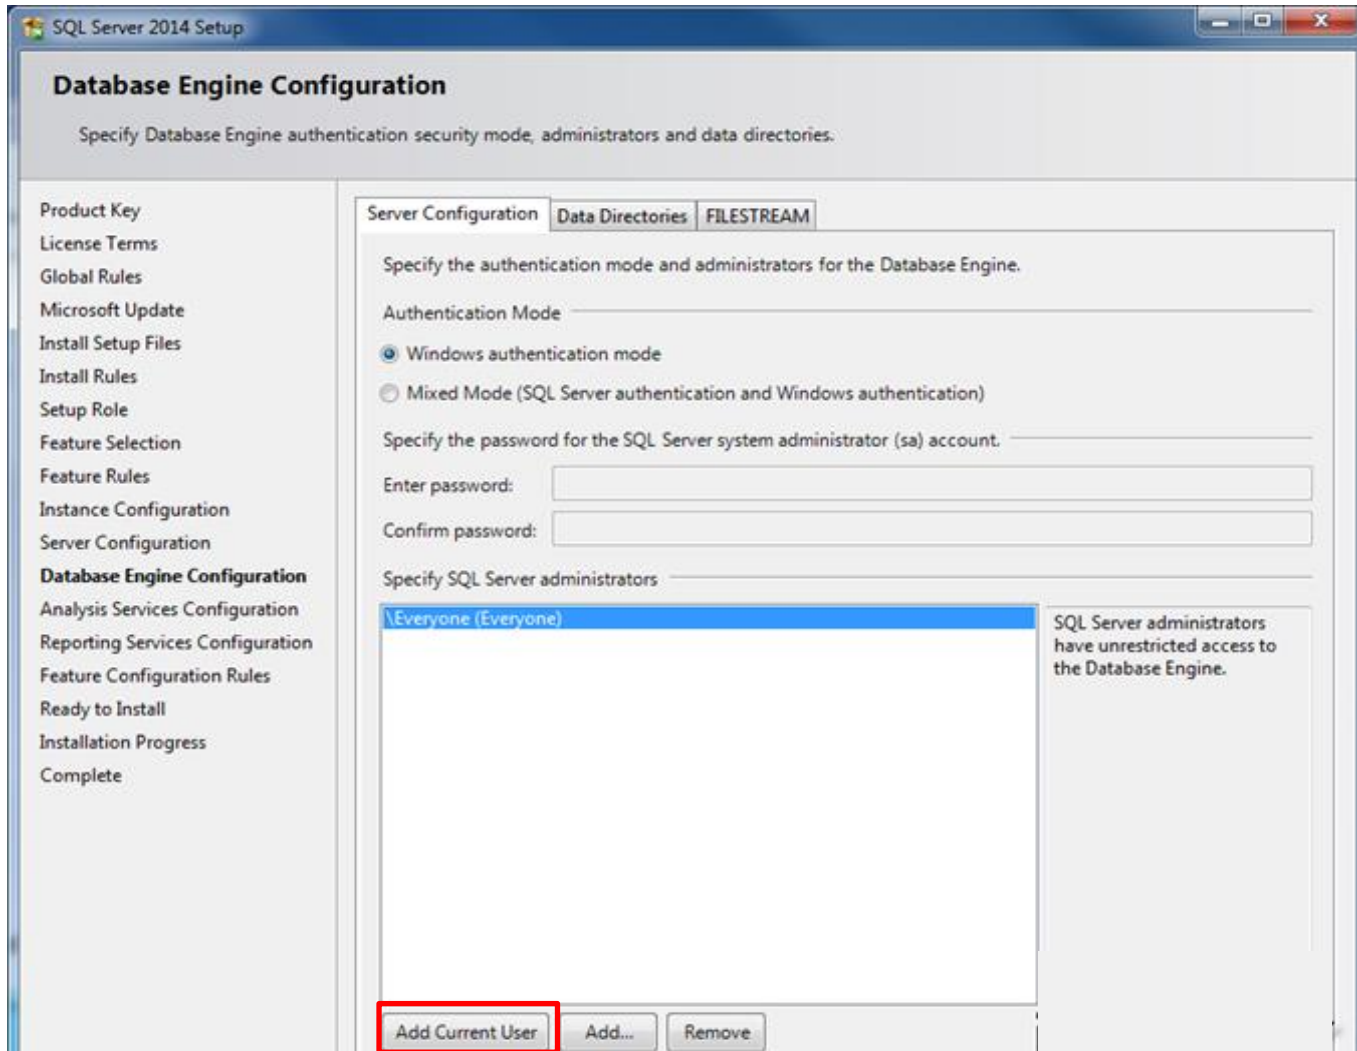 SQL Server 2014 Setup
Database Engine Configuration
Specify Database Engine authentication security mode, administrators and data directories.
Product Key
License Terms
Global Rules
Microsoft Update
Install Setup Files
Install Rules
Setup Role
Feature Selection
Feature Rules
Instance Configuration
Server Configuration
Database Engine Configuration
Analysis Services Configuration
Reporting Services Configuration
Feature Configuration Rules
Ready to Install
Installation Progress
Complete
Server Configuration Data Directories FILESTREAM
Specify the authentication mode and administrators for the Database Engine.
Authentication Mode
Windows authentication mode
Mixed Mode (SQL Server authentication and Windows authentication)
Specify the password for the SQL Server system administrator (sa) account.
Enter password:
Confirm password:
Specify SQL Server administrators
\Everyone (Everyone)
SQL Server administrators
have unrestricted access to
the Database Engine.
Add Current User Add... Remove